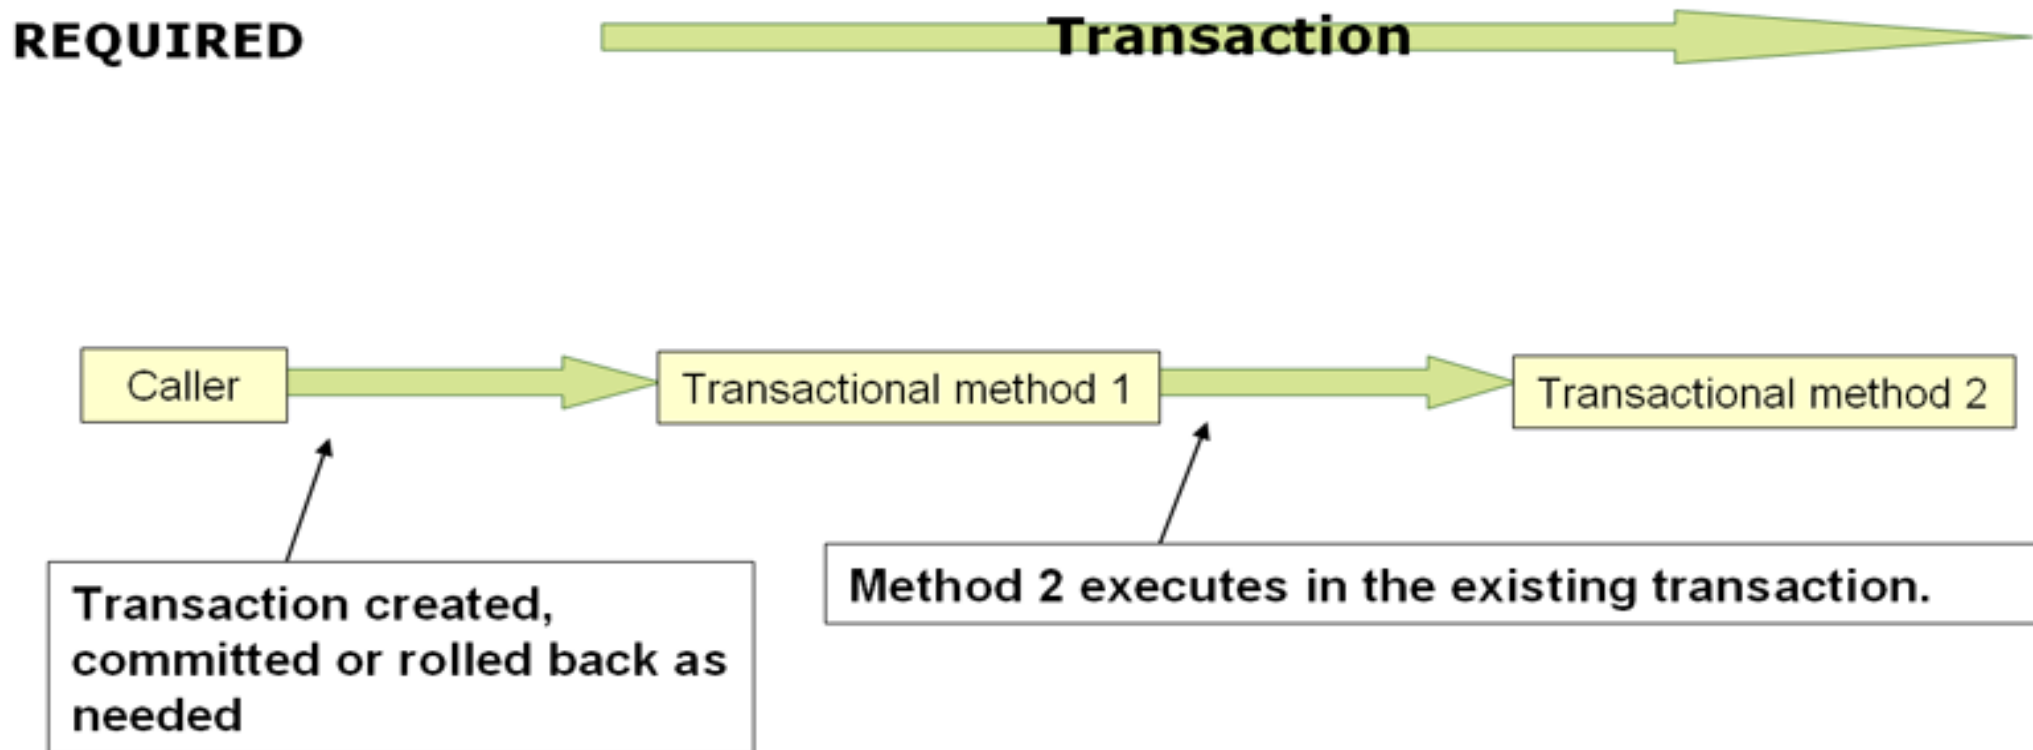 REQUIRED
Transaction
Caller
Transactional method 1
Transactional method 2
Transaction created,
committed or rolled back as
needed
Method 2 executes in the existing transaction.